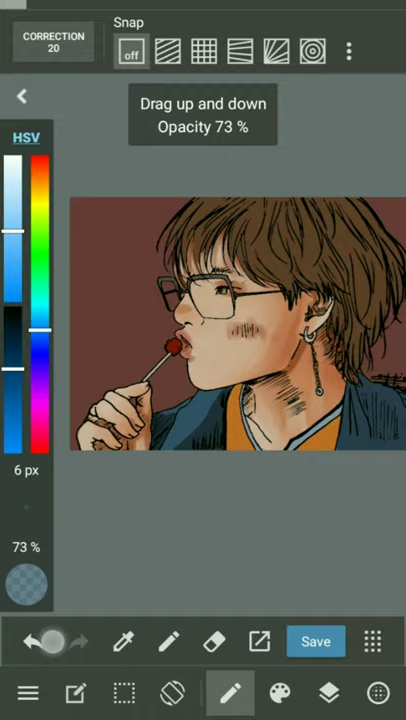 Snap
CORRECTION
20
off
Drag up and down
Opacity 73 %
HSV
6 px
73 %
Save